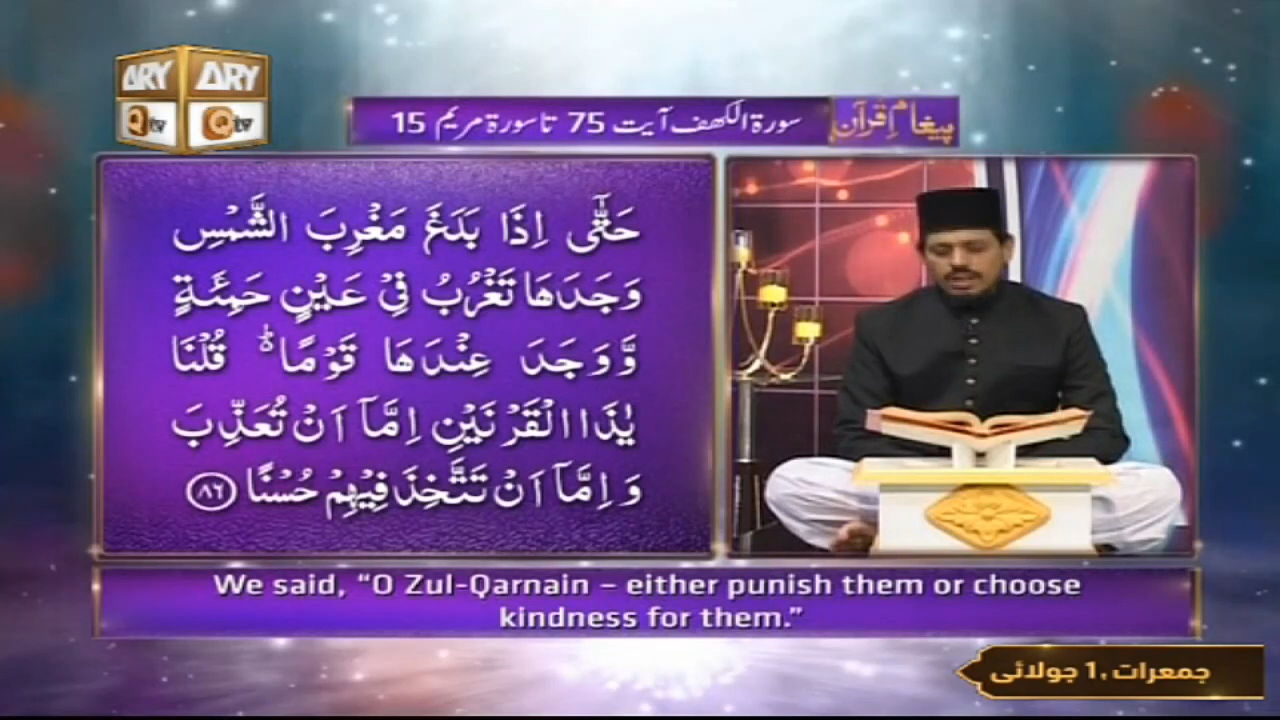 ARY ARY
Qtv Qtv
پیغامِ قرآن
سورۃ الکھف آیت 75 تا سورۃ مریم 15
حَتّٰۤى اِذَا بَلَغَ مَغْرِبَ الشَّمْسِ
وَجَدَهَا تَغْرُبُ فِیْ عَیْنٍ حَمِئَةٍ
وَّ وَجَدَ عِنْدَهَا قَوْمًا ؕ۬ قُلْنَا
یٰذَا الْقَرْنَیْنِ اِمَّاۤ اَنْ تُعَذِّبَ
وَ اِمَّاۤ اَنْ تَتَّخِذَ فِیْهِمْ حُسْنًا ﴿۸۶﴾
We said, “O Zul-Qarnain – either punish them or choose
kindness for them.”
جمعرات، 1 جولائی